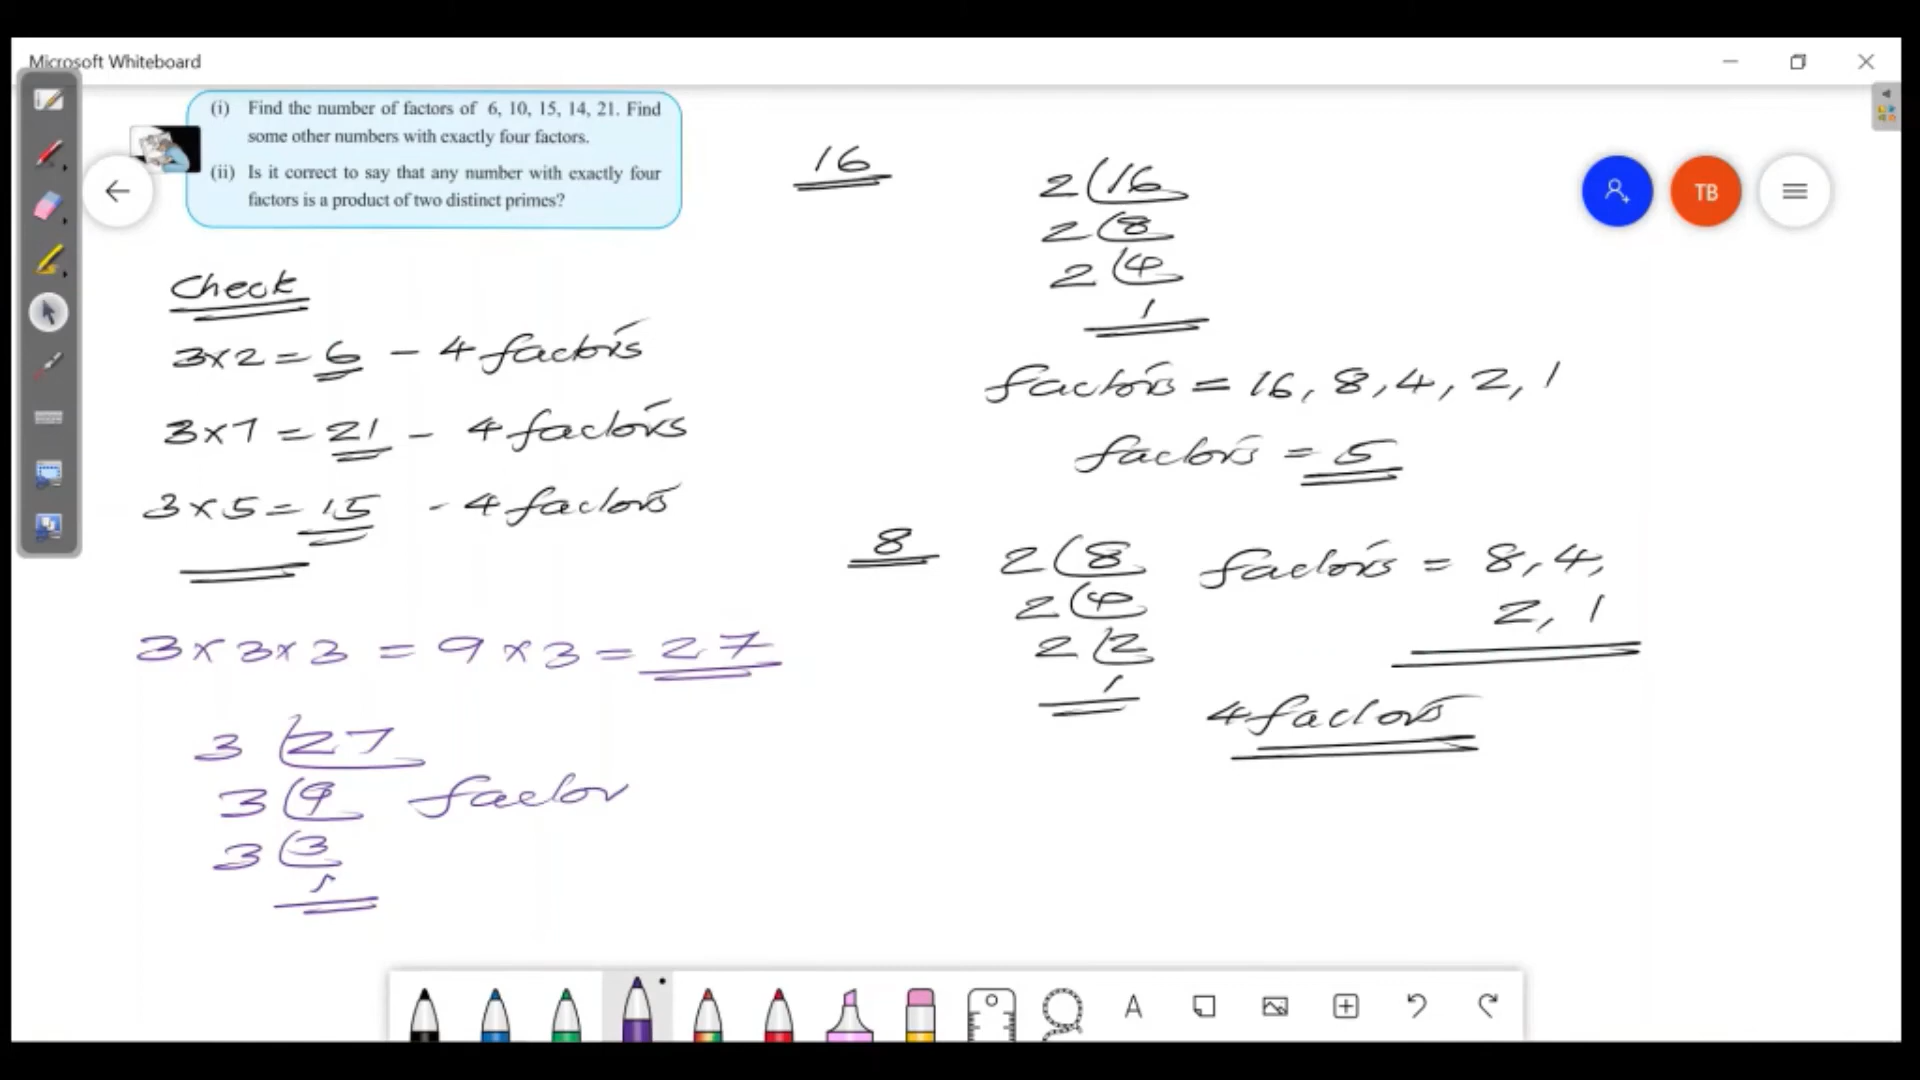 Microsoft Whiteboard
(i) Find the number of factors of 6, 10, 15, 14, 21. Find
some other numbers with exactly four factors.
(ii) Is it correct to say that any number with exactly four
factors is a product of two distinct primes?
TB
Check
3×2 = 6 – 4 factors
3×7 = 21 – 4 factors
3×5 = 15 – 4 factors
3×3×3 = 9×3 = 27
3 27
3 9 factor
3 3
1
16
2 16
2 8
2 4
1
factors = 16, 8, 4, 2, 1
factors = 5
8
2 8 factors = 8, 4,
2 4 2, 1
2 2
1
4 factors
A